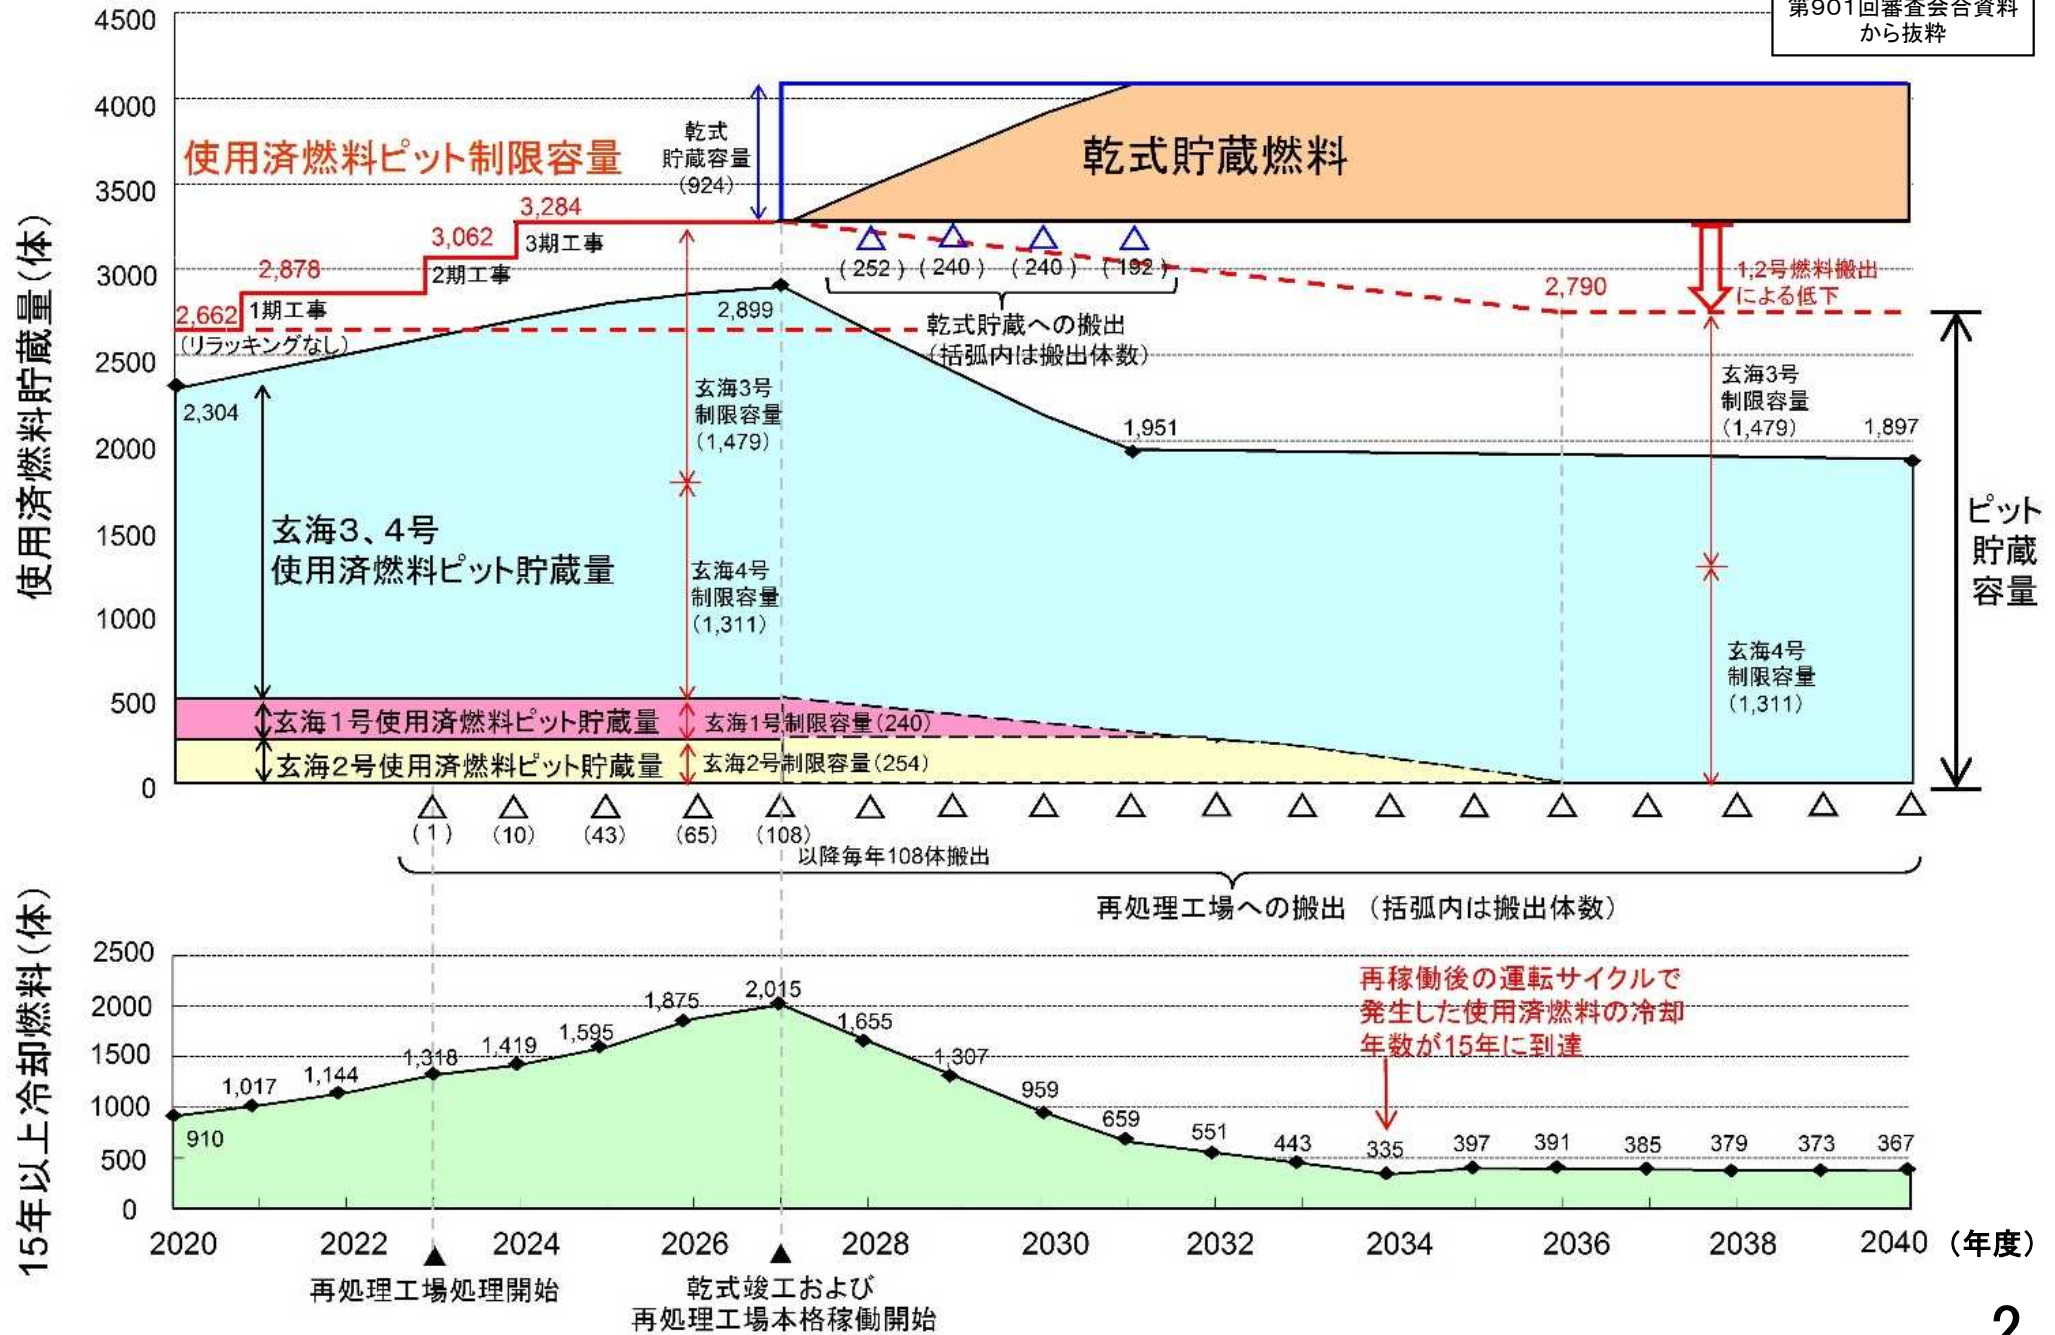 第901回審査会合資料
から抜粋
使用済燃料貯蔵量(体)
4500
4000
3500
3000
2500
2000
1500
1000
500
0
使用済燃料ピット制限容量
2,662
(リラッキングなし)
2,878
1期工事
3,062
2期工事
3,284
3期工事
乾式
貯蔵容量
(924)
乾式貯蔵燃料
(252) (240) (240) (192)
乾式貯蔵への搬出
(括弧内は搬出体数)
2,790
1,2号燃料搬出
による低下
2,304
2,899
1,951
1,897
玄海3号
制限容量
(1,479)
玄海4号
制限容量
(1,311)
玄海3号
制限容量
(1,479)
玄海4号
制限容量
(1,311)
ピット
貯蔵
容量
玄海3、4号
使用済燃料ピット貯蔵量
玄海1号使用済燃料ピット貯蔵量
玄海1号制限容量(240)
玄海2号使用済燃料ピット貯蔵量
玄海2号制限容量(254)
(1) (10) (43) (65) (108)
以降毎年108体搬出
再処理工場への搬出 (括弧内は搬出体数)
15年以上冷却燃料(体)
2500
2000
1500
1000
500
0
910
1,017
1,144
1,318
1,419
1,595
1,875
2,015
1,655
1,307
959
659
551
443
335
397
391
385
379
373
367
再稼働後の運転サイクルで
発生した使用済燃料の冷却
年数が15年に到達
2020 2022 2024 2026 2028 2030 2032 2034 2036 2038 2040 (年度)
再処理工場処理開始
乾式竣工および
再処理工場本格稼働開始
2